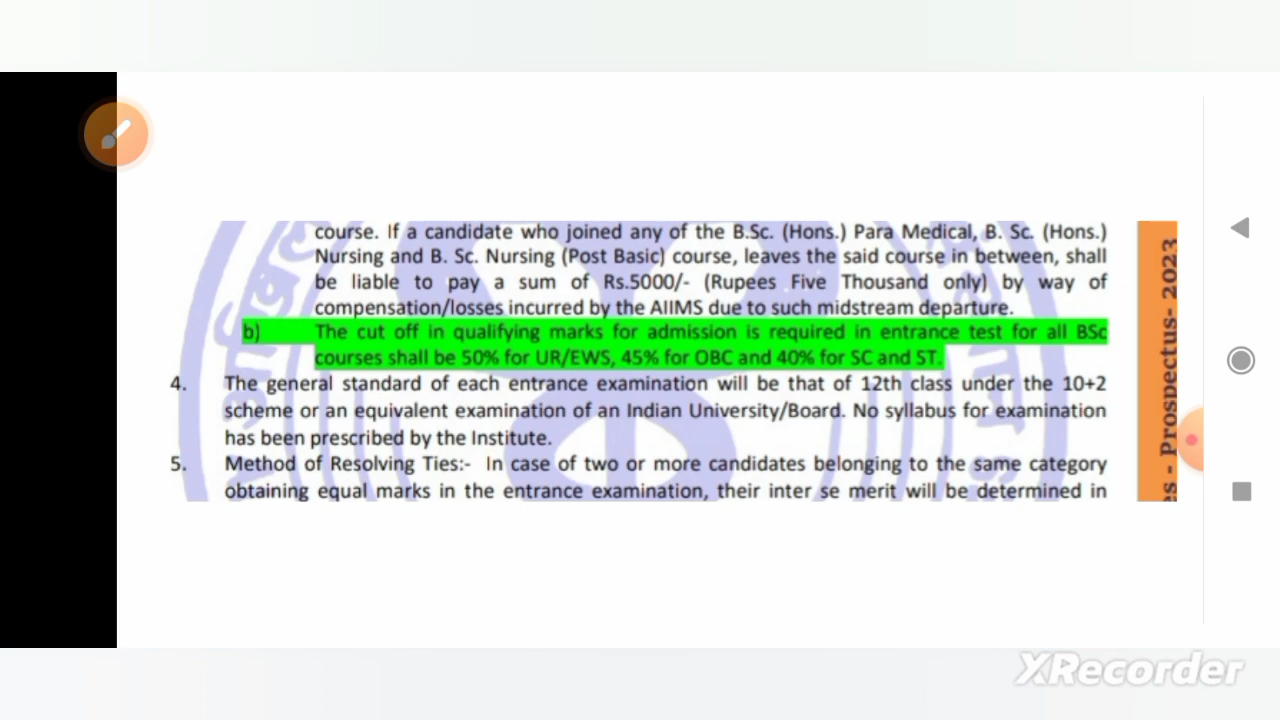 course. If a candidate who joined any of the B.Sc. (Hons.) Para Medical, B. Sc. (Hons.)
Nursing and B. Sc. Nursing (Post Basic) course, leaves the said course in between, shall
be liable to pay a sum of Rs.5000/- (Rupees Five Thousand only) by way of
compensation/losses incurred by the AIIMS due to such midstream departure.
b) The cut off in qualifying marks for admission is required in entrance test for all BSc
courses shall be 50% for UR/EWS, 45% for OBC and 40% for SC and ST.
4. The general standard of each entrance examination will be that of 12th class under the 10+2
scheme or an equivalent examination of an Indian University/Board. No syllabus for examination
has been prescribed by the Institute.
5. Method of Resolving Ties:- In case of two or more candidates belonging to the same category
obtaining equal marks in the entrance examination, their inter se merit will be determined in
es - Prospectus- 2023
XRecorder